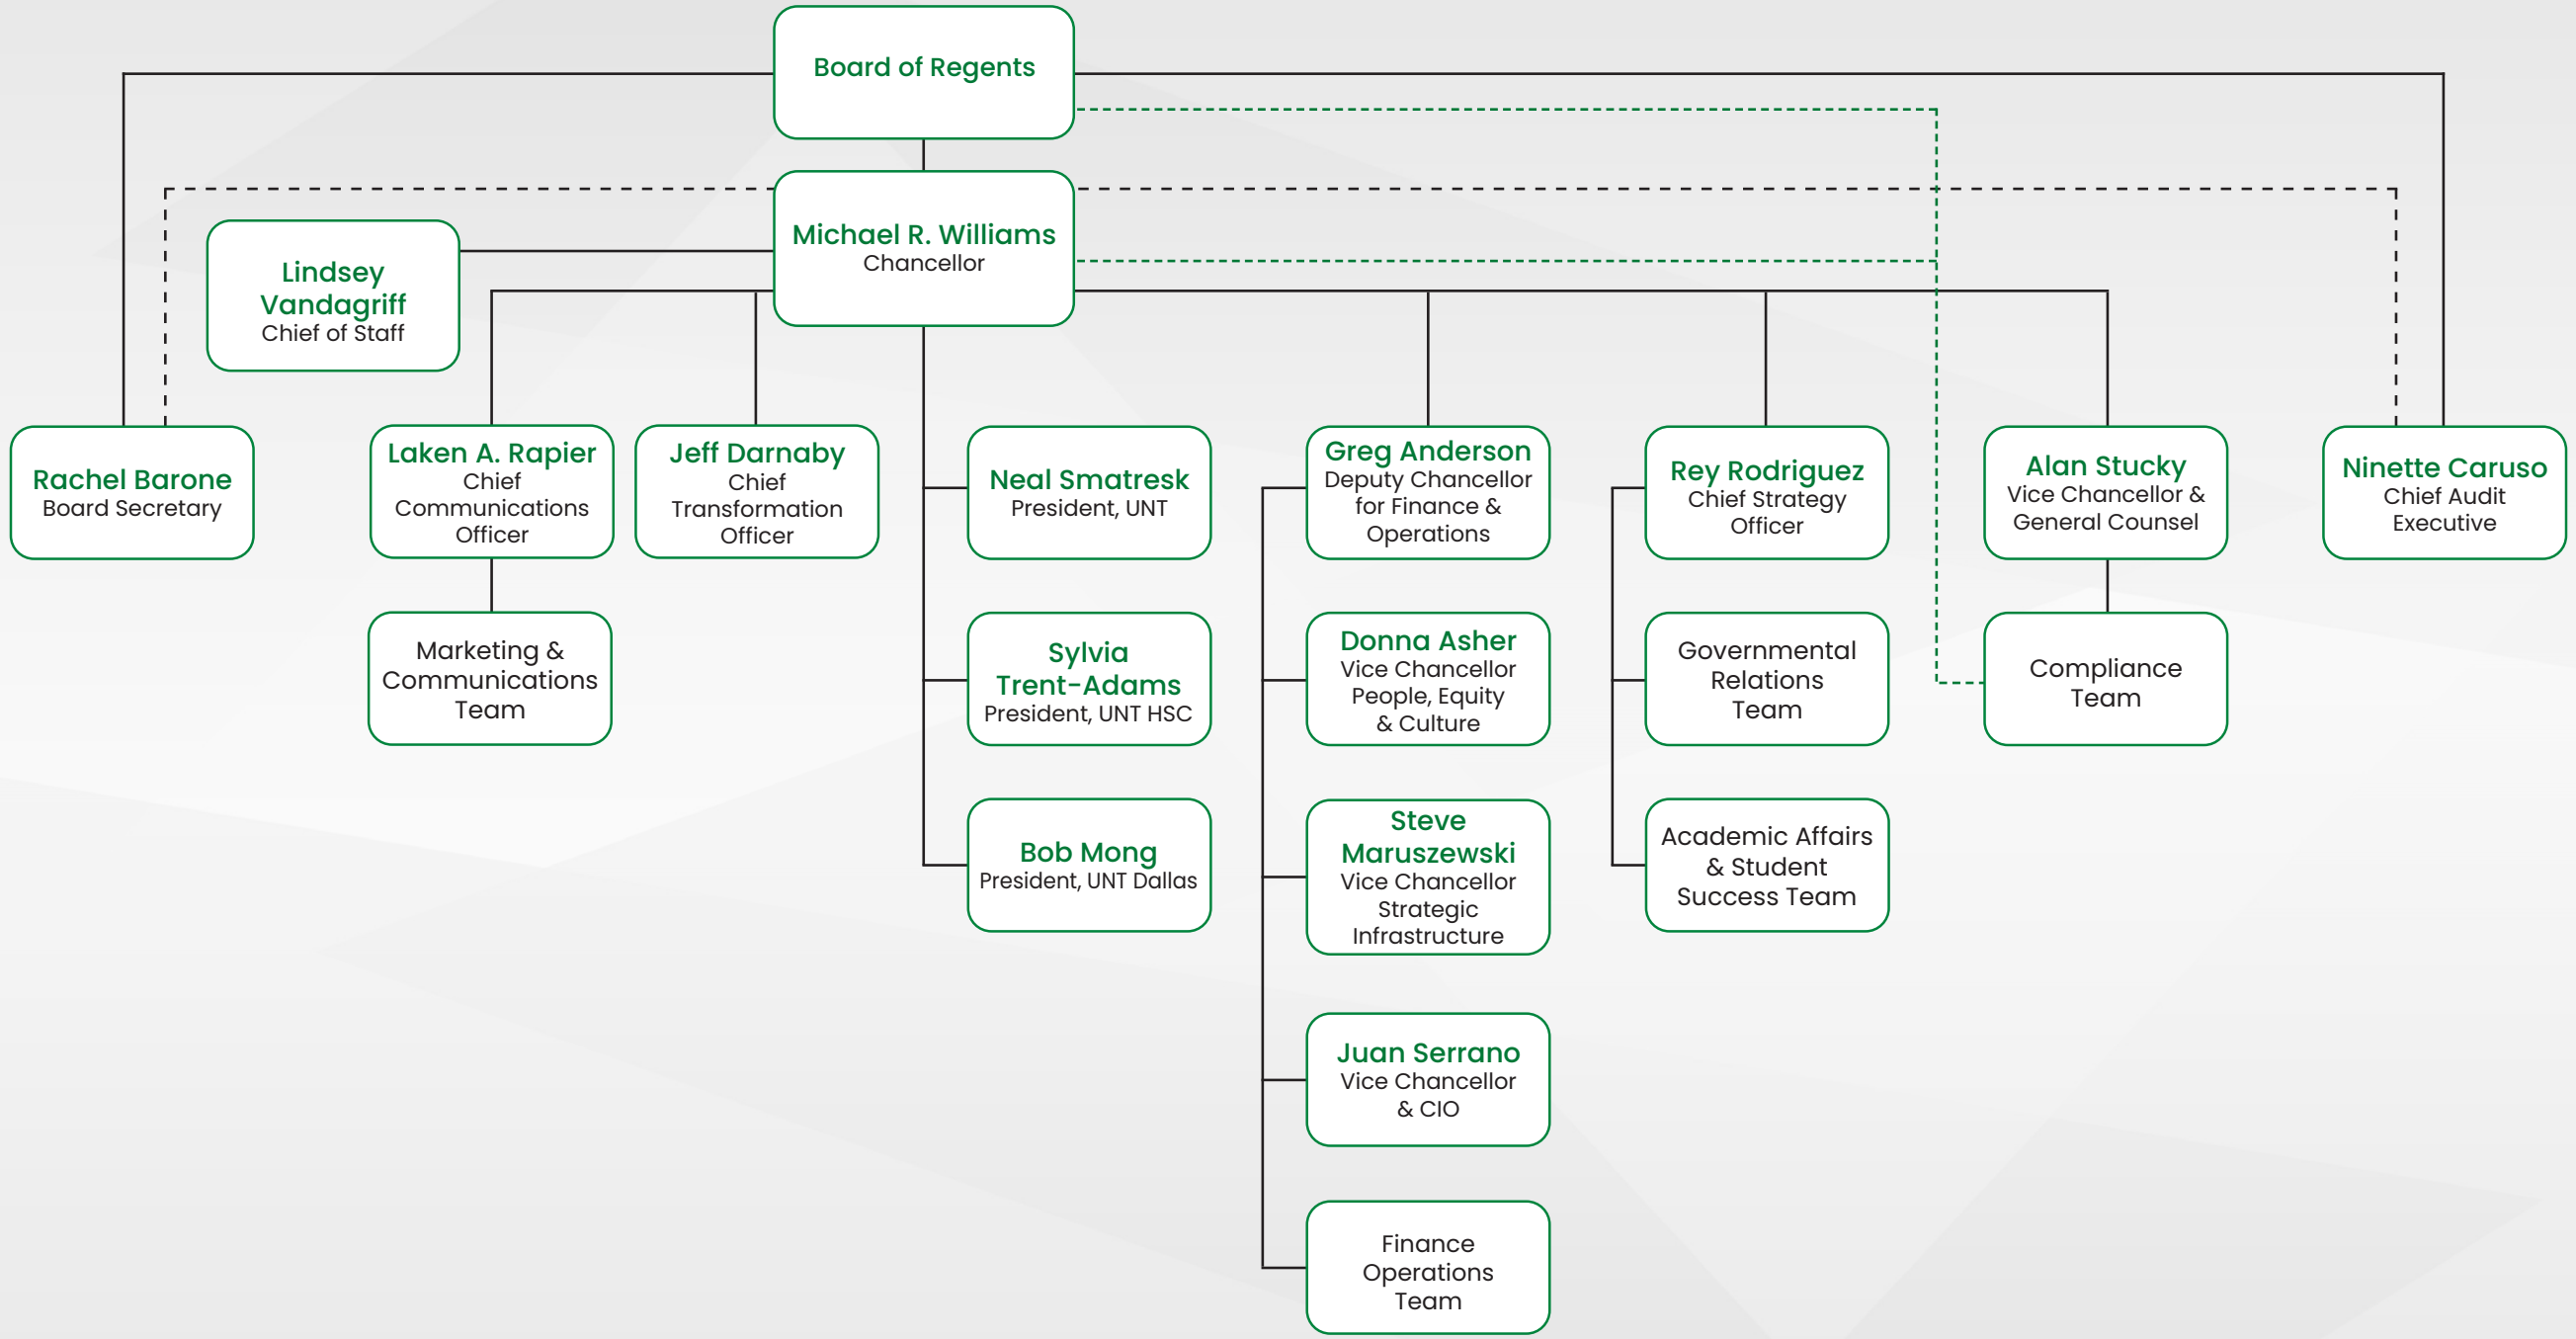 Board of Regents
Michael R. Williams
Chancellor
Lindsey
Vandagriff
Chief of Staff
Rachel Barone
Board Secretary
Laken A. Rapier
Chief
Communications
Officer
Jeff Darnaby
Chief
Transformation
Officer
Neal Smatresk
President, UNT
Greg Anderson
Deputy Chancellor
for Finance &
Operations
Rey Rodriguez
Chief Strategy
Officer
Alan Stucky
Vice Chancellor &
General Counsel
Ninette Caruso
Chief Audit
Executive
Marketing &
Communications
Team
Sylvia
Trent-Adams
President, UNT HSC
Donna Asher
Vice Chancellor
People, Equity
& Culture
Governmental
Relations
Team
Compliance
Team
Bob Mong
President, UNT Dallas
Steve
Maruszewski
Vice Chancellor
Strategic
Infrastructure
Academic Affairs
& Student
Success Team
Juan Serrano
Vice Chancellor
& CIO
Finance
Operations
Team